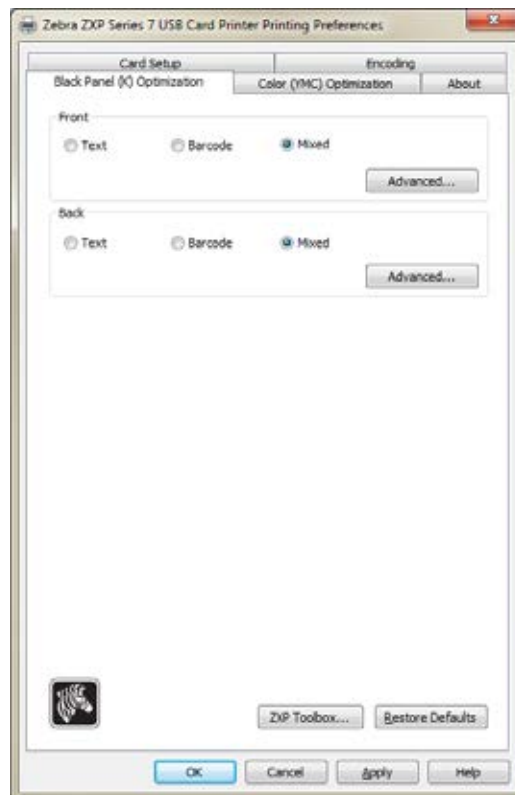 Zebra ZXP Series 7 USB Card Printer Printing Preferences
Card Setup Encoding
Black Panel (K) Optimization Color (YMC) Optimization About
Front
Text Barcode Mixed
Advanced...
Back
Text Barcode Mixed
Advanced...
ZXP Toolbox... Restore Defaults
OK Cancel Apply Help